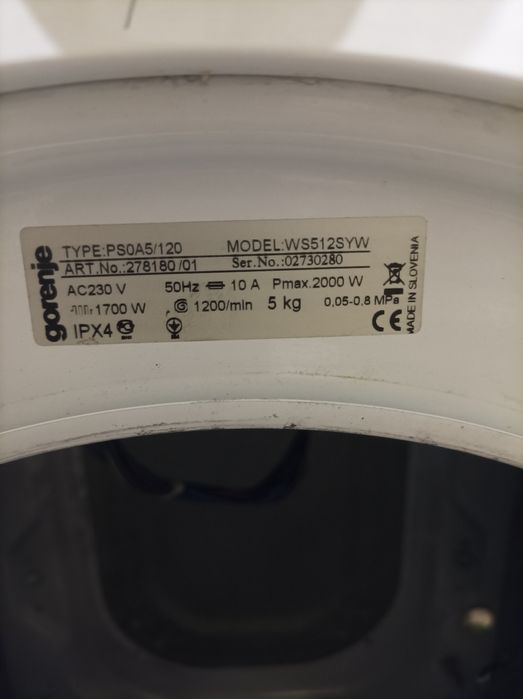 gorenje
TYPE:PS0A5/120 MODEL:WS512SYW
ART.No.:278180/01 Ser.No.:02730280
AC230 V 50Hz 10 A Pmax.2000 W
1700 W 1200/min 5 kg 0,05-0.8 MPa
IPX4 CE
MADE IN SLOVENIA